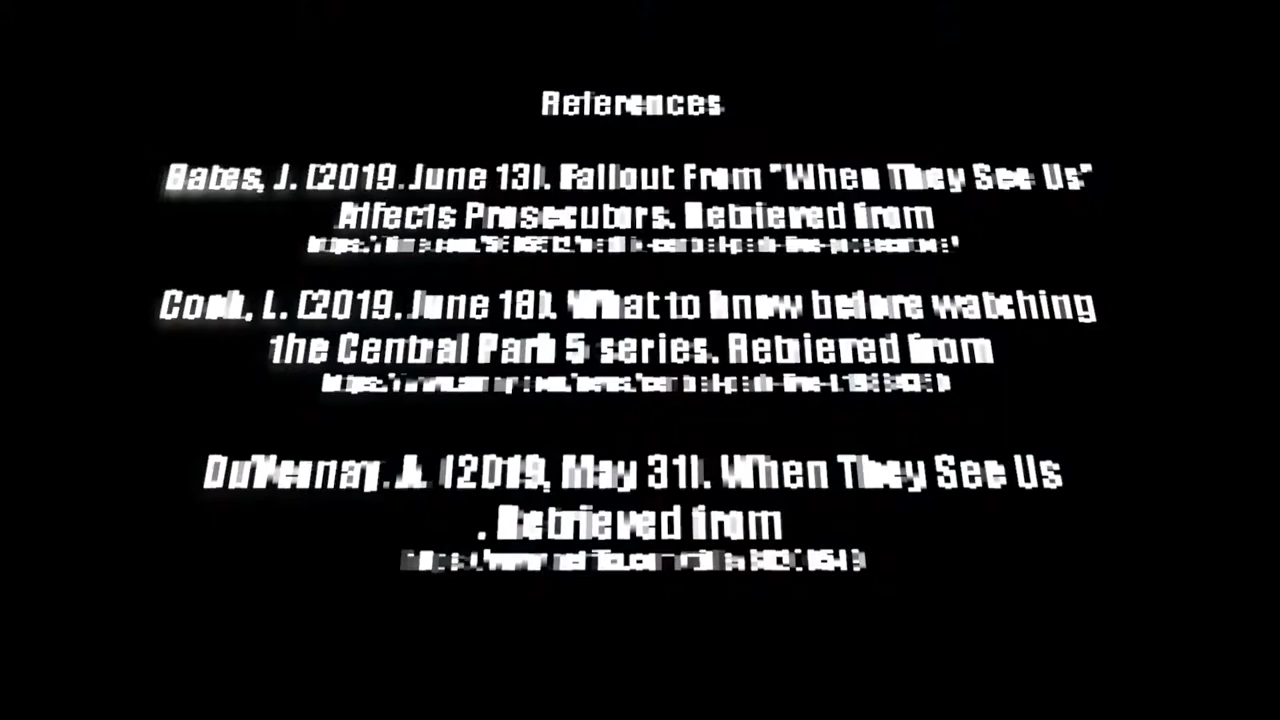 References
Bates, J. (2019, June 13). Fallout From "When They See Us"
Affects Prosecutors. Retrieved from
Cook, L. (2019, June 18). What to know before watching
the Central Park 5 series. Retrieved from
DuVernay, A. (2019, May 31). When They See Us
. Retrieved from